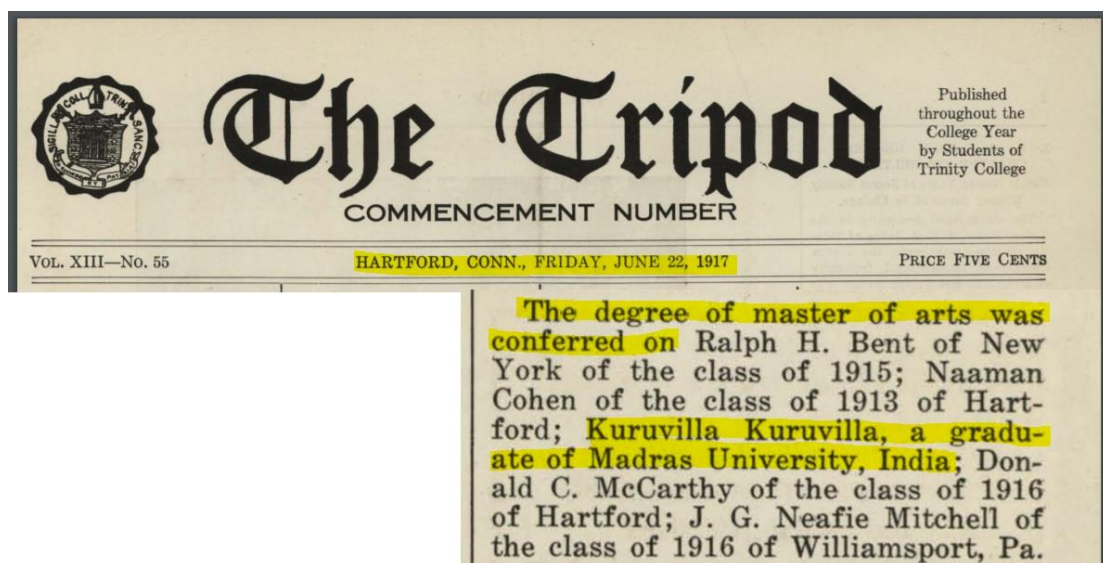 The Tripod
Published
throughout the
College Year
by Students of
Trinity College
COMMENCEMENT NUMBER
VOL. XIII—No. 55
HARTFORD, CONN., FRIDAY, JUNE 22, 1917
PRICE FIVE CENTS
The degree of master of arts was
conferred on Ralph H. Bent of New
York of the class of 1915; Naaman
Cohen of the class of 1913 of Hart-
ford; Kuruvilla Kuruvilla, a gradu-
ate of Madras University, India; Don-
ald C. McCarthy of the class of 1916
of Hartford; J. G. Neafie Mitchell of
the class of 1916 of Williamsport, Pa.